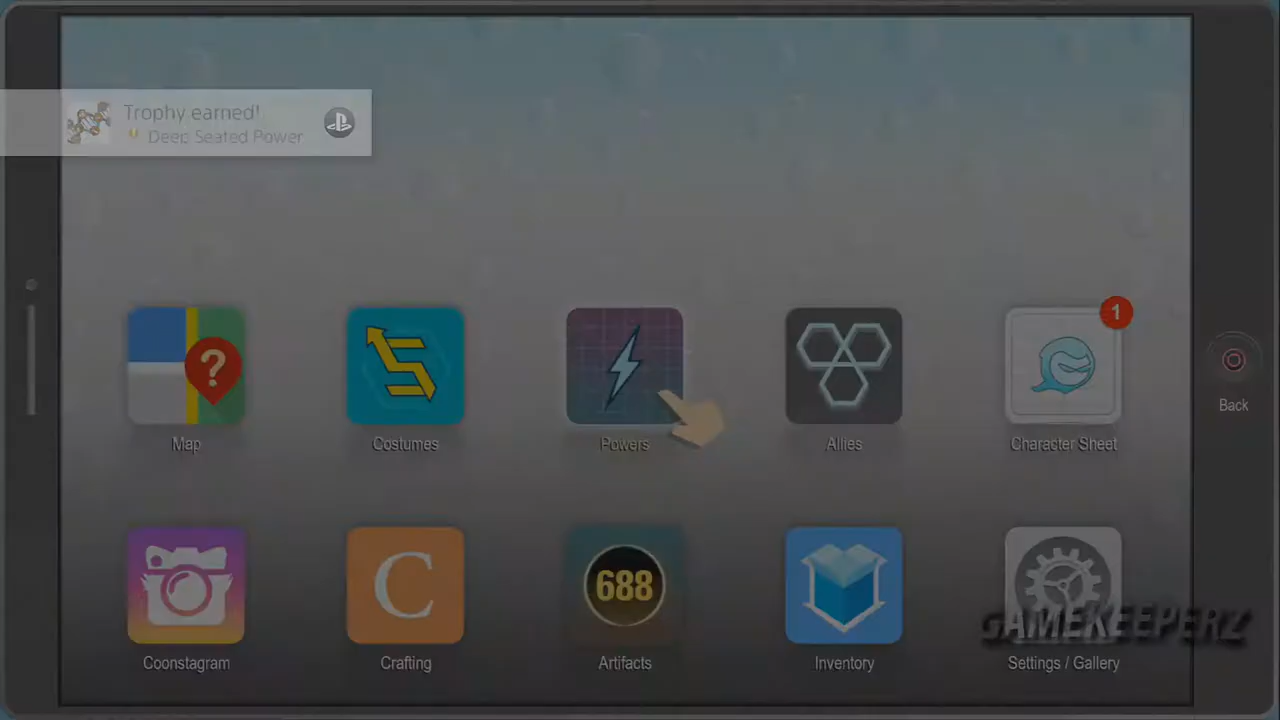 Trophy earned!
Deep Seated Power
?
1
Map
Costumes
Powers
Allies
Character Sheet
Back
C
688
GAMEKEEPERZ
Coonstagram
Crafting
Artifacts
Inventory
Settings / Gallery